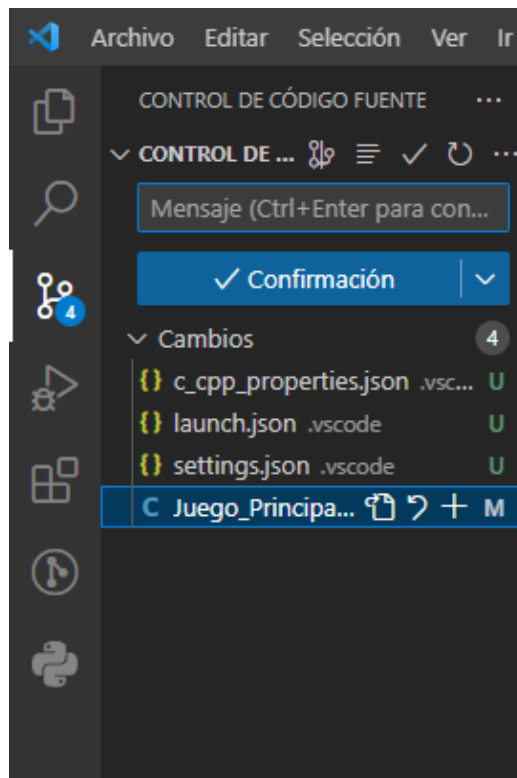 Archivo Editar Selección Ver Ir
CONTROL DE CÓDIGO FUENTE ...
CONTROL DE ... ...
Mensaje (Ctrl+Enter para con...
Confirmación
4
Cambios 4
{} c_cpp_properties.json .vsc... U
{} launch.json .vscode U
{} settings.json .vscode U
C Juego_Principa... M